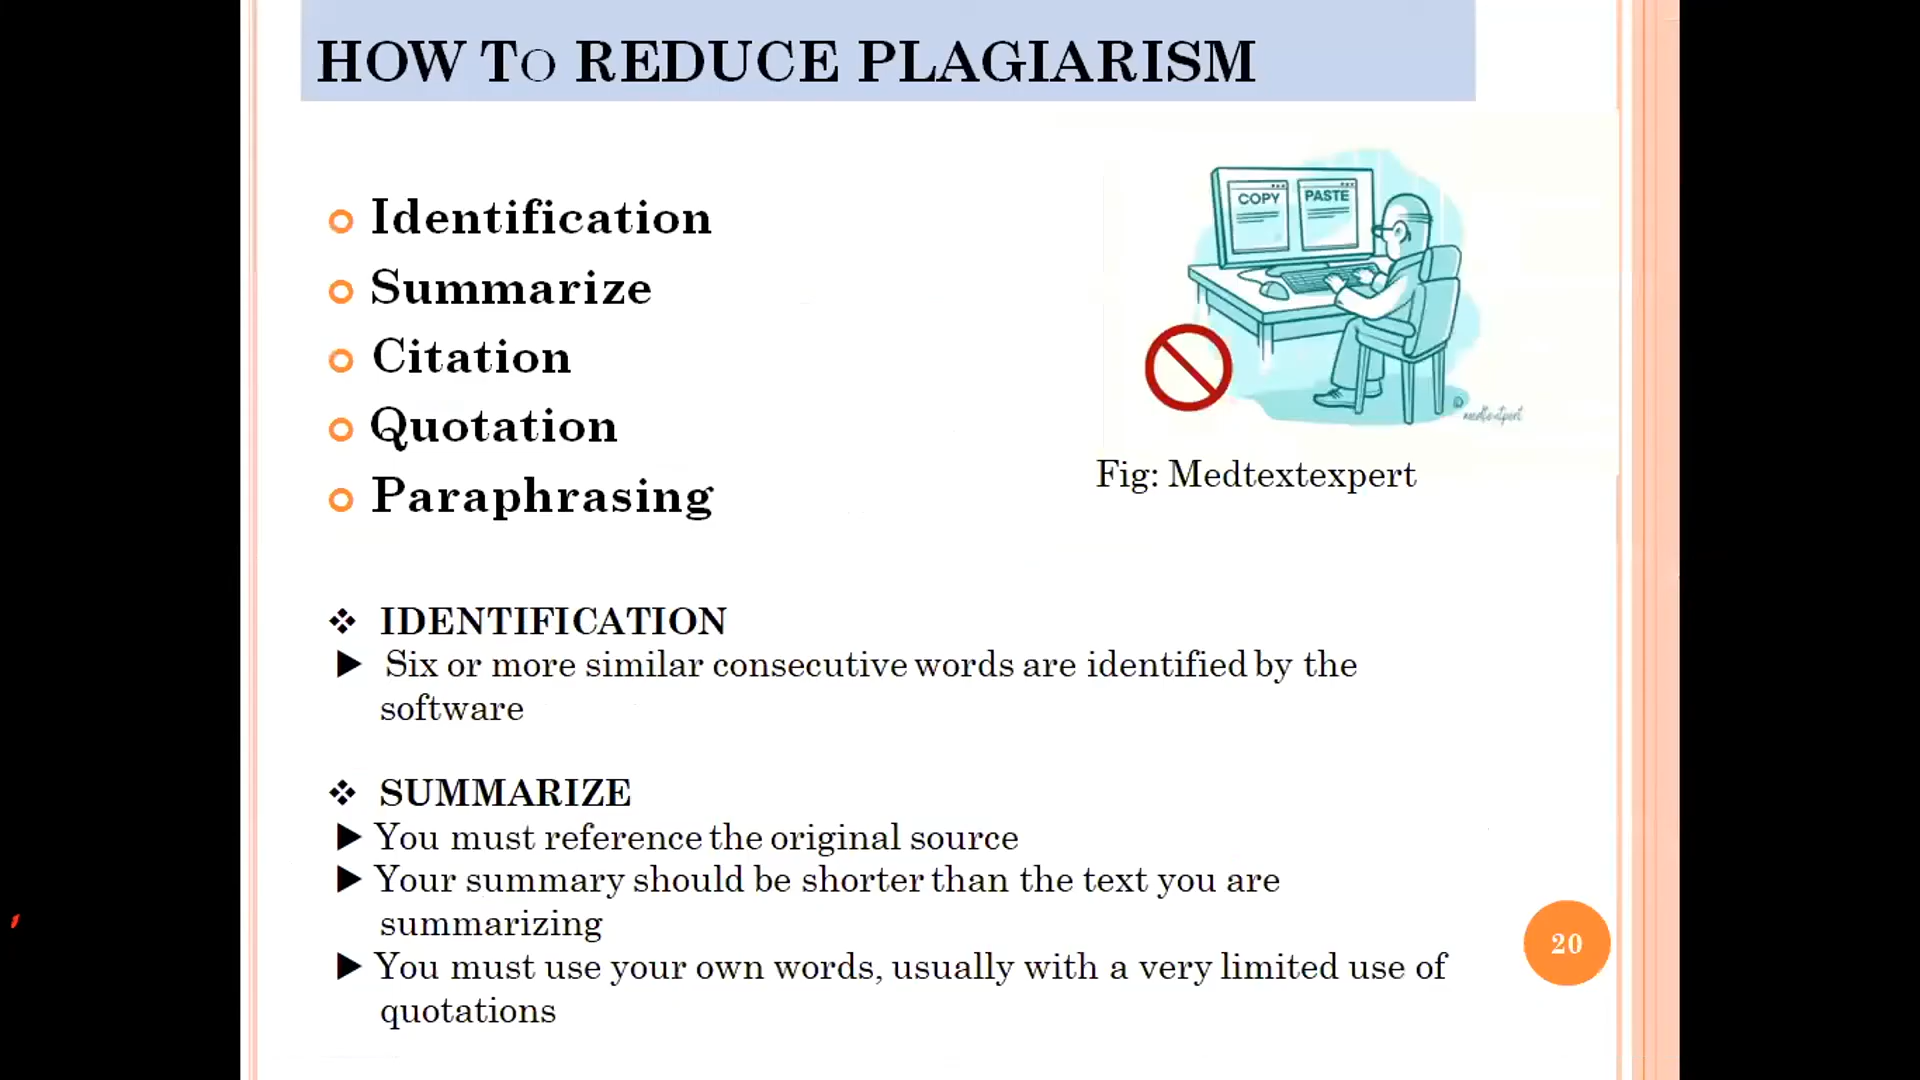 HOW TO REDUCE PLAGIARISM
Identification
Summarize
Citation
Quotation
Paraphrasing
COPY
PASTE
medtextpert
Fig: Medtextexpert
IDENTIFICATION
Six or more similar consecutive words are identified by the
software
SUMMARIZE
You must reference the original source
Your summary should be shorter than the text you are
summarizing
You must use your own words, usually with a very limited use of
quotations
20